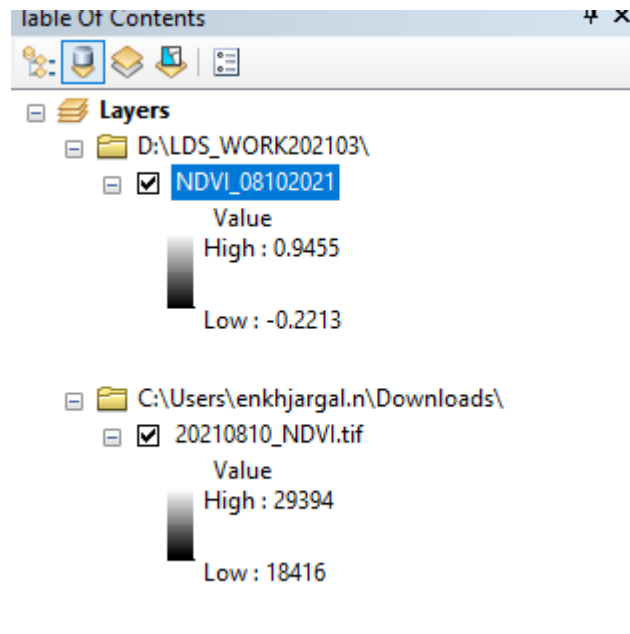 Table Of Contents
Layers
D:\LDS_WORK202103\
NDVI_08102021
Value
High : 0.9455
Low : -0.2213
C:\Users\enkhjargal.n\Downloads\
20210810_NDVI.tif
Value
High : 29394
Low : 18416